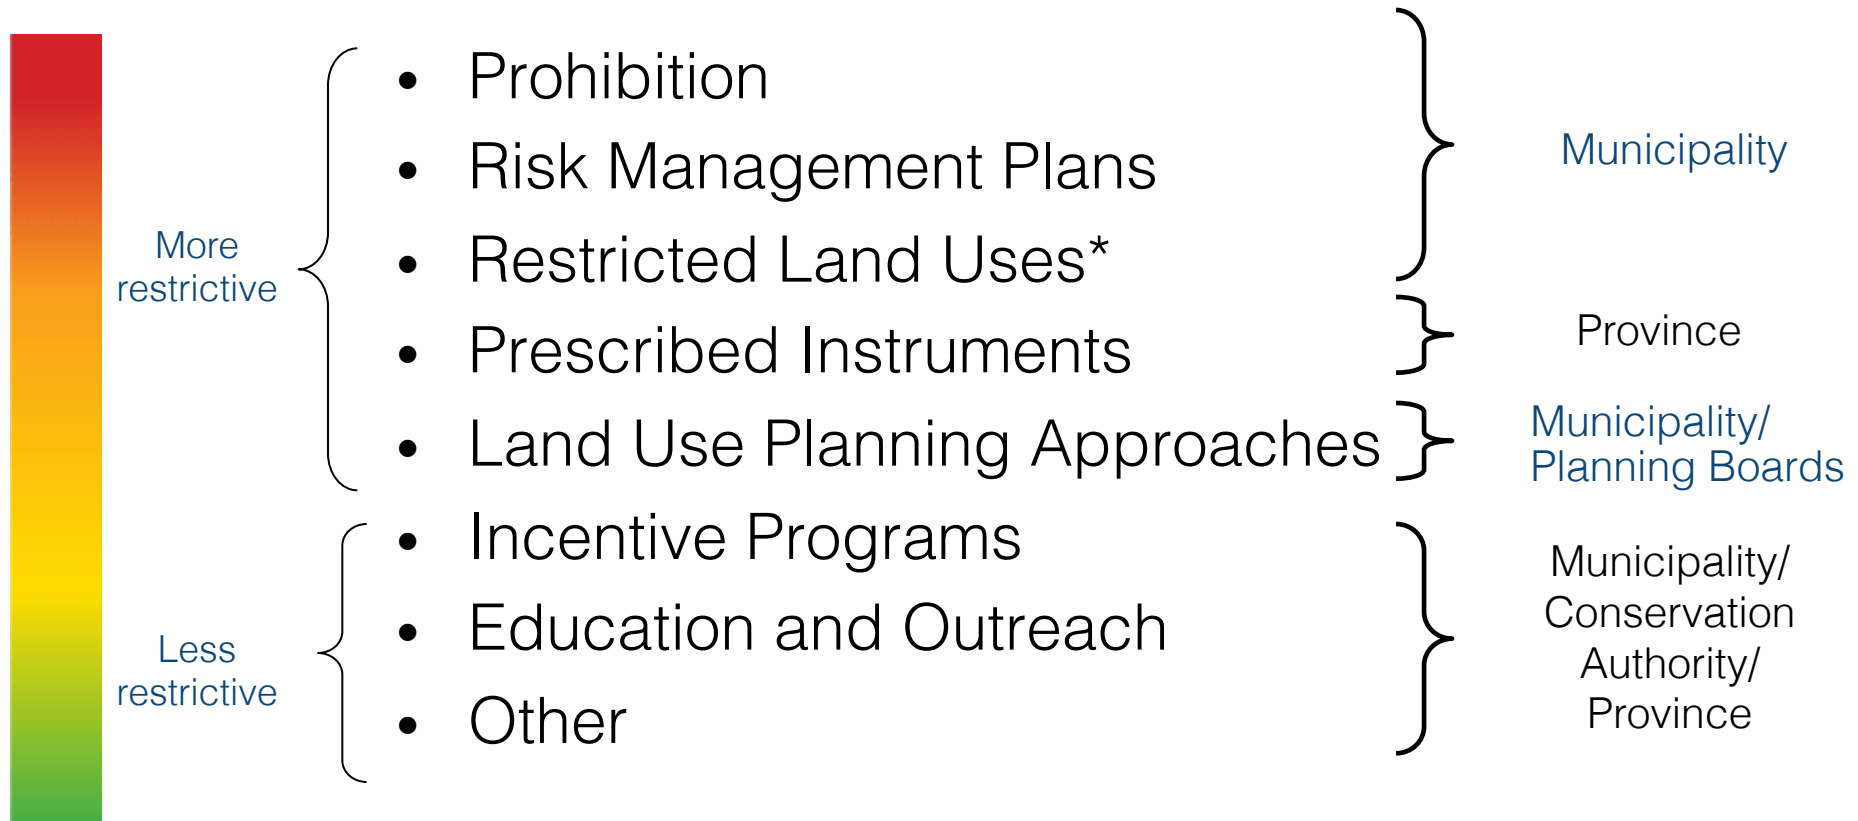 More
restrictive
Less
restrictive
• Prohibition
• Risk Management Plans
• Restricted Land Uses*
• Prescribed Instruments
• Land Use Planning Approaches
• Incentive Programs
• Education and Outreach
• Other
Municipality
Province
Municipality/
Planning Boards
Municipality/
Conservation
Authority/
Province